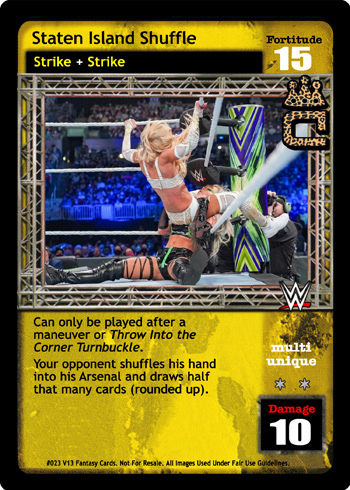 Staten Island Shuffle
Fortitude
15
Strike + Strike
Can only be played after a
maneuver or Throw Into the
Corner Turnbuckle.
Your opponent shuffles his hand
into his Arsenal and draws half
that many cards (rounded up).
multi
unique
Damage
10
#023 V13 Fantasy Cards. Not For Resale. All Images Used Under Fair Use Guidelines.